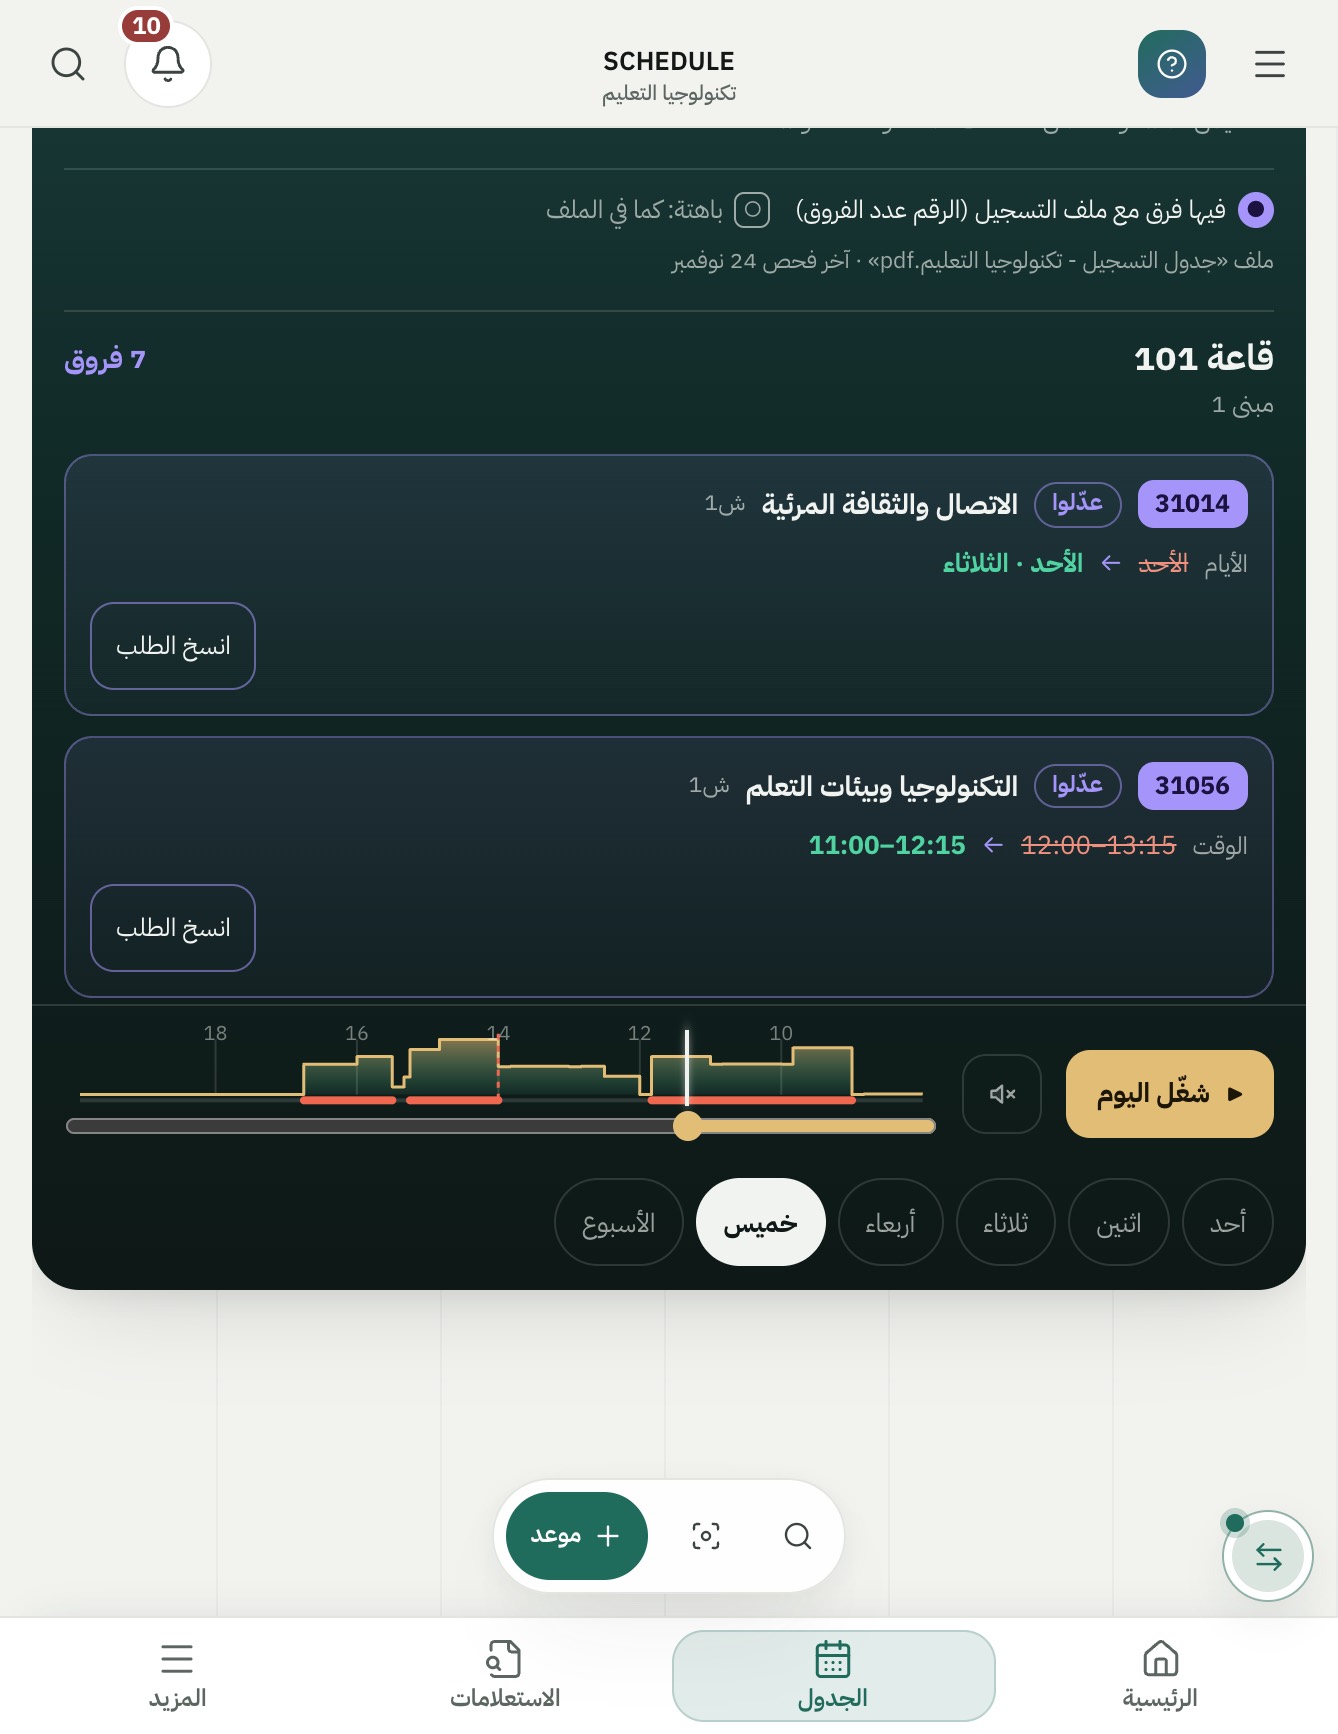 10
SCHEDULE
تكنولوجيا التعليم
فيها فرق مع ملف التسجيل (الرقم عدد الفروق) باهتة: كما في الملف
ملف «جدول التسجيل - تكنولوجيا التعليم.pdf» · آخر فحص 24 نوفمبر
قاعة 101
7 فروق
مبنى 1
31014 عدّلوا الاتصال والثقافة المرئية ش1
الأيام الأحد ← الأحد · الثلاثاء
انسخ الطلب
31056 عدّلوا التكنولوجيا وبيئات التعلم ش1
الوقت 12:00–13:15 ← 11:00–12:15
انسخ الطلب
10 12 14 16 18
شغّل اليوم
أحد اثنين ثلاثاء أربعاء خميس الأسبوع
موعد
الرئيسية الجدول الاستعلامات المزيد